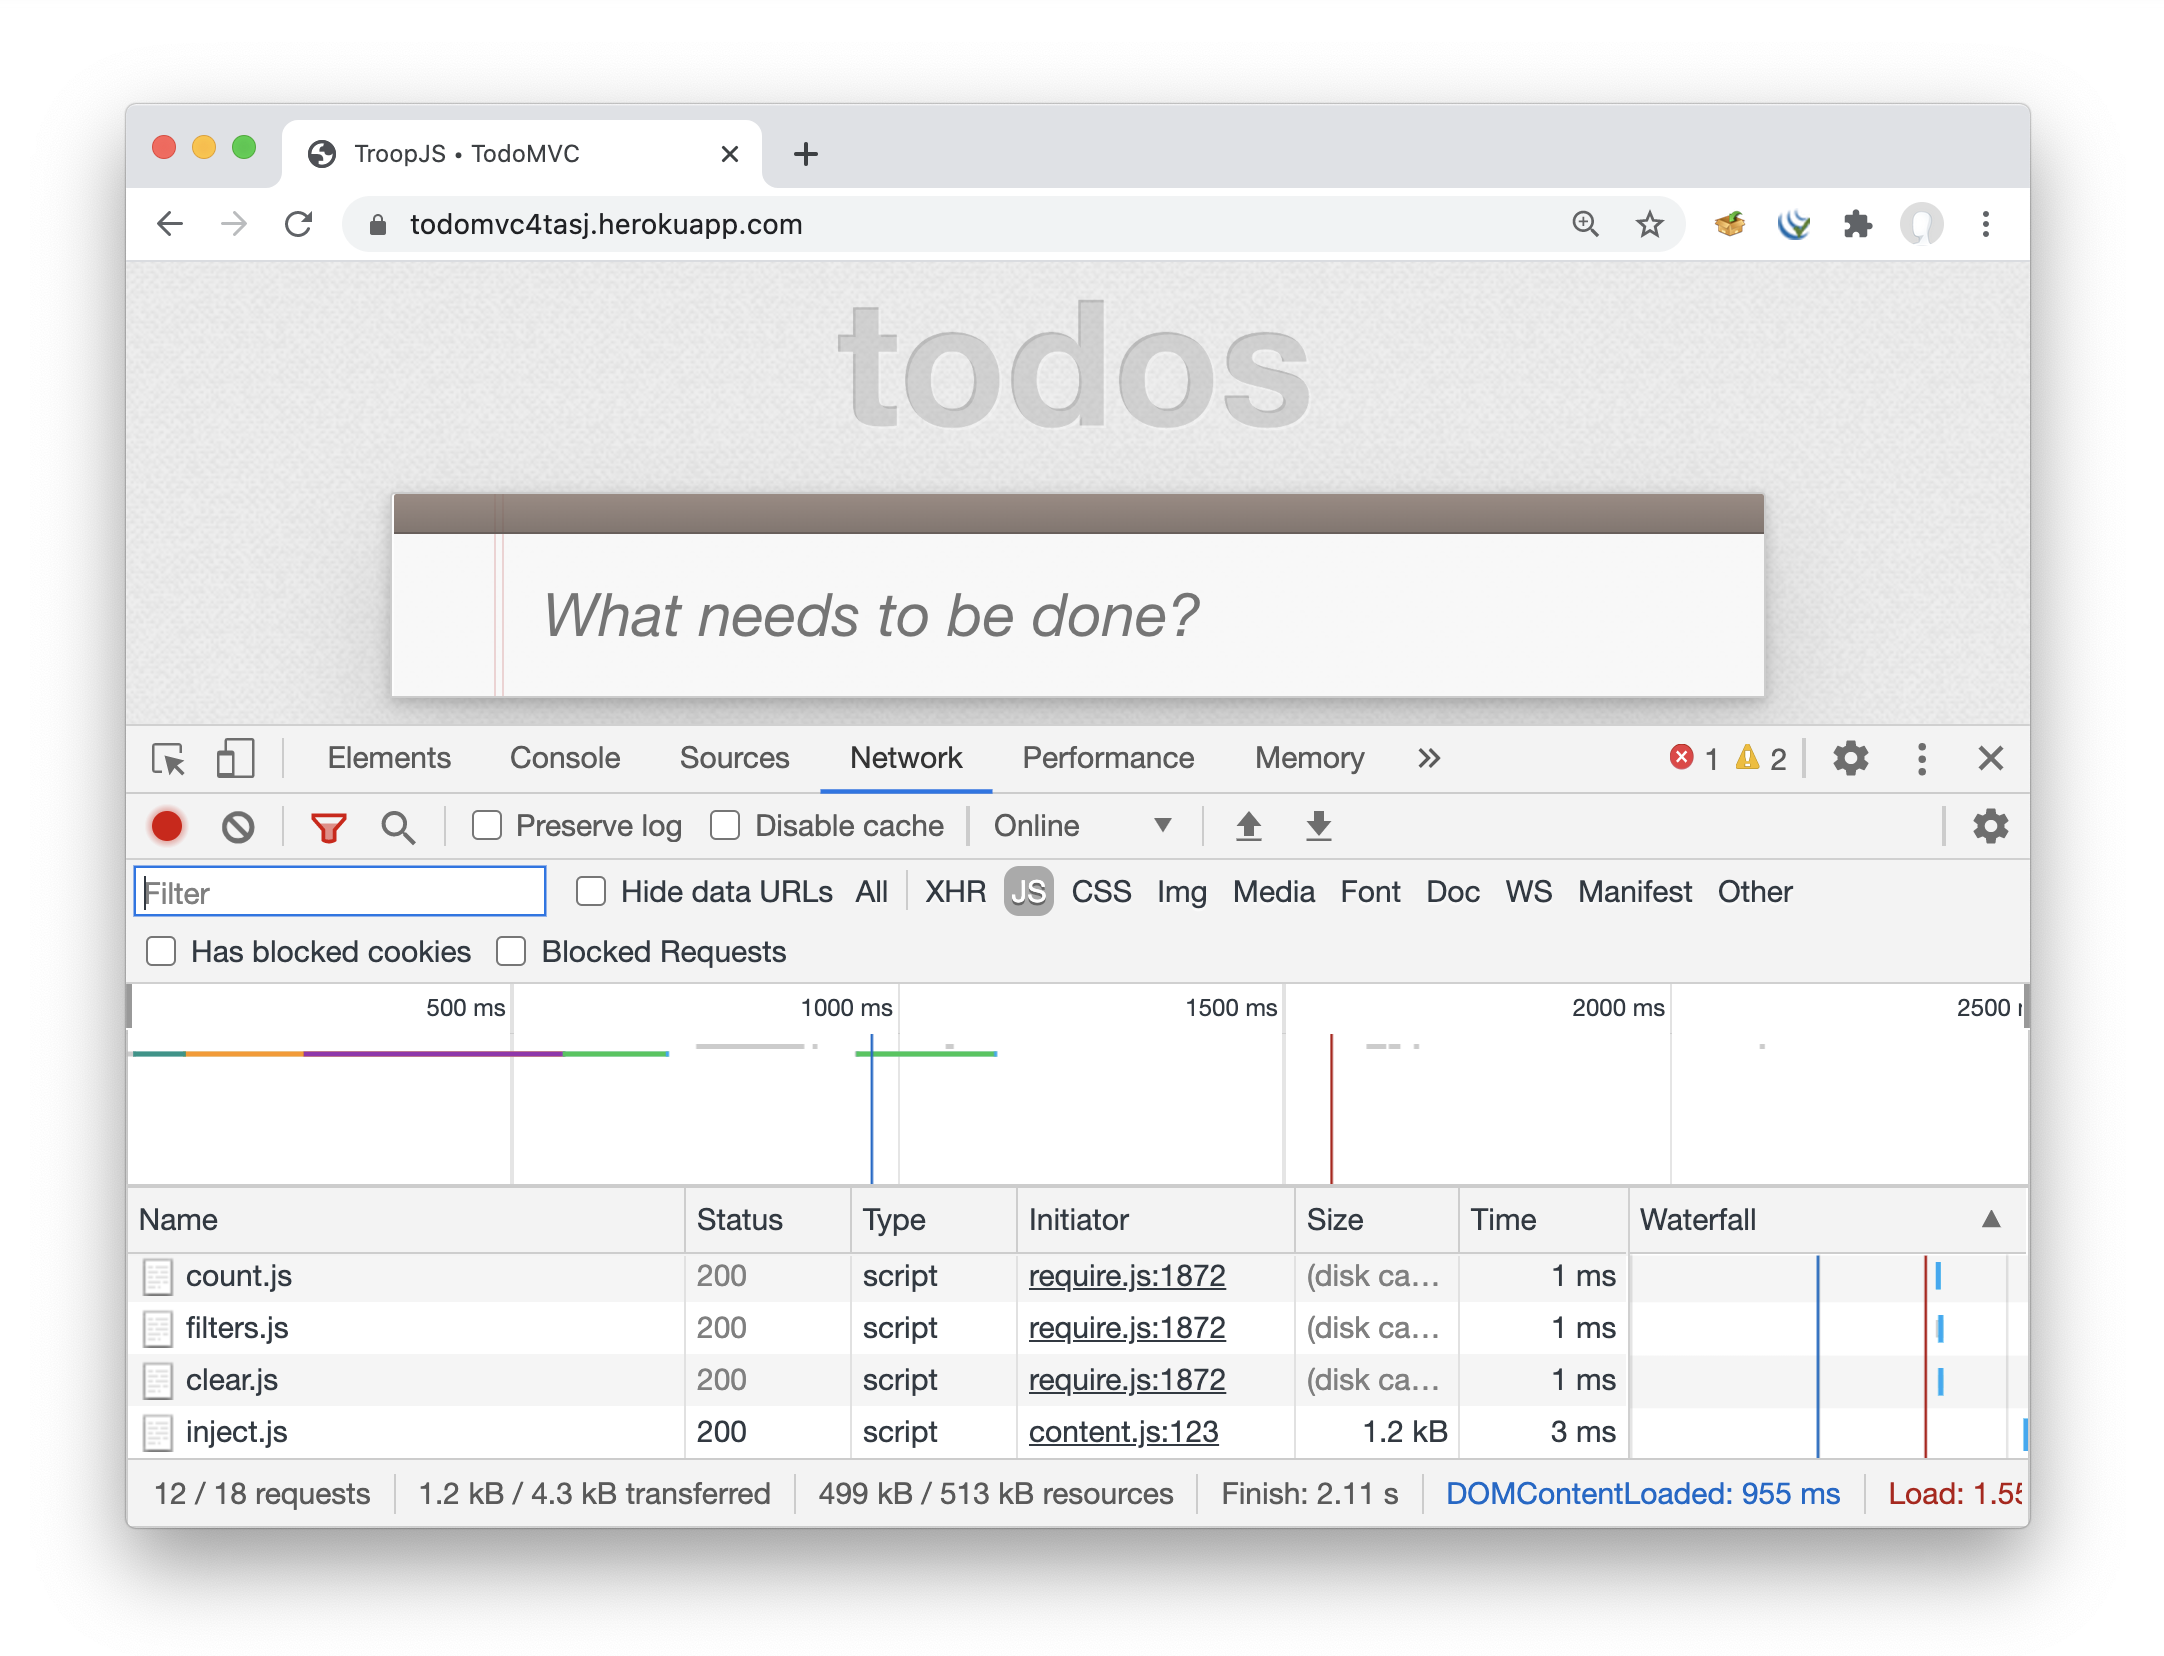 TroopJS • TodoMVC
todomvc4tasj.herokuapp.com
todos
What needs to be done?
Elements Console Sources Network Performance Memory 1 2
Preserve log Disable cache Online
Filter Hide data URLs All XHR JS CSS Img Media Font Doc WS Manifest Other
Has blocked cookies Blocked Requests
500 ms 1000 ms 1500 ms 2000 ms 2500
Name Status Type Initiator Size Time Waterfall
count.js 200 script require.js:1872 (disk ca… 1 ms
filters.js 200 script require.js:1872 (disk ca… 1 ms
clear.js 200 script require.js:1872 (disk ca… 1 ms
inject.js 200 script content.js:123 1.2 kB 3 ms
12 / 18 requests 1.2 kB / 4.3 kB transferred 499 kB / 513 kB resources Finish: 2.11 s DOMContentLoaded: 955 ms Load: 1.55